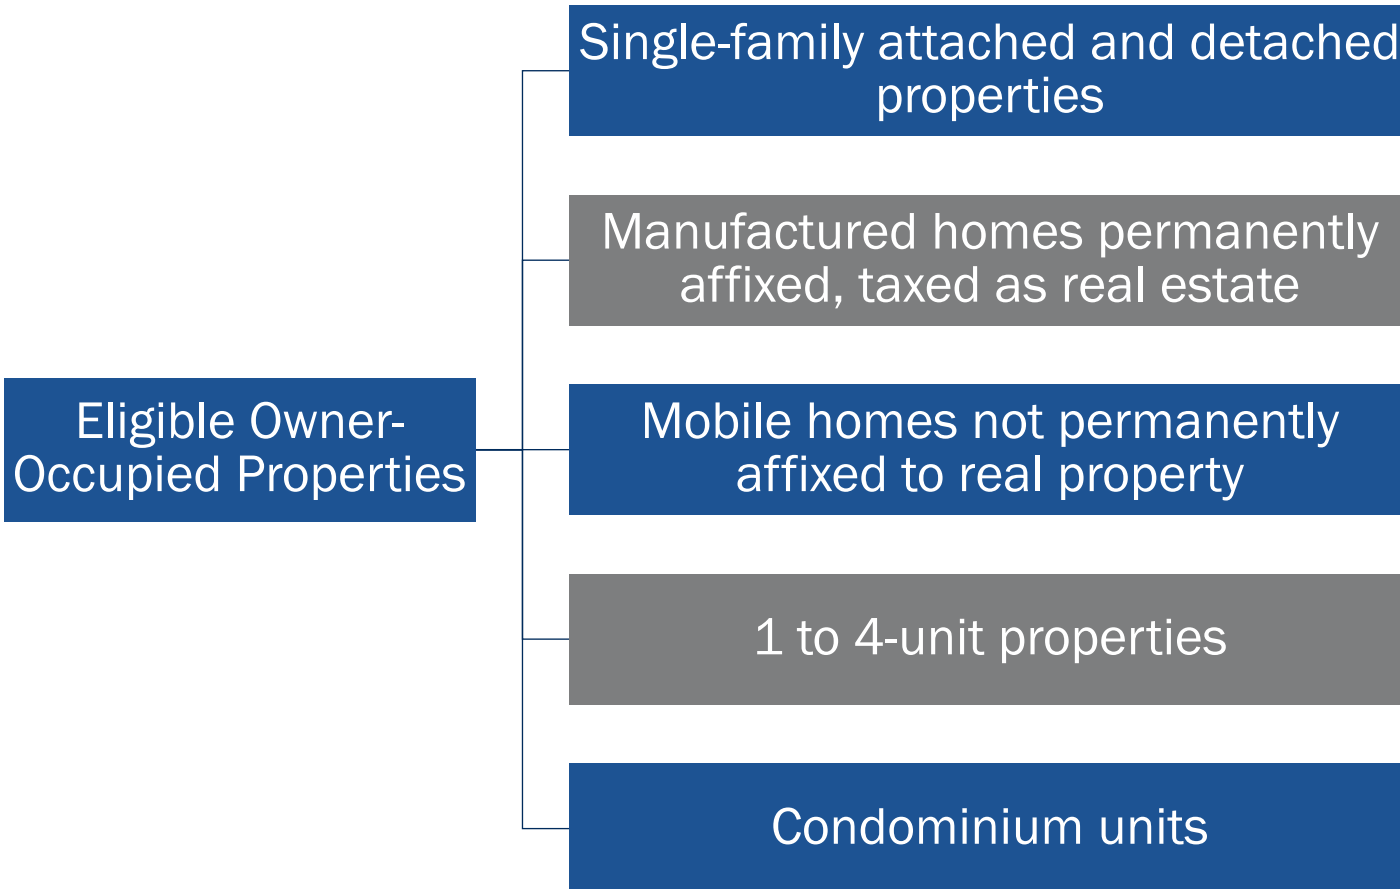 Single-family attached and detached
properties
Manufactured homes permanently
affixed, taxed as real estate
Eligible Owner-
Occupied Properties
Mobile homes not permanently
affixed to real property
1 to 4-unit properties
Condominium units